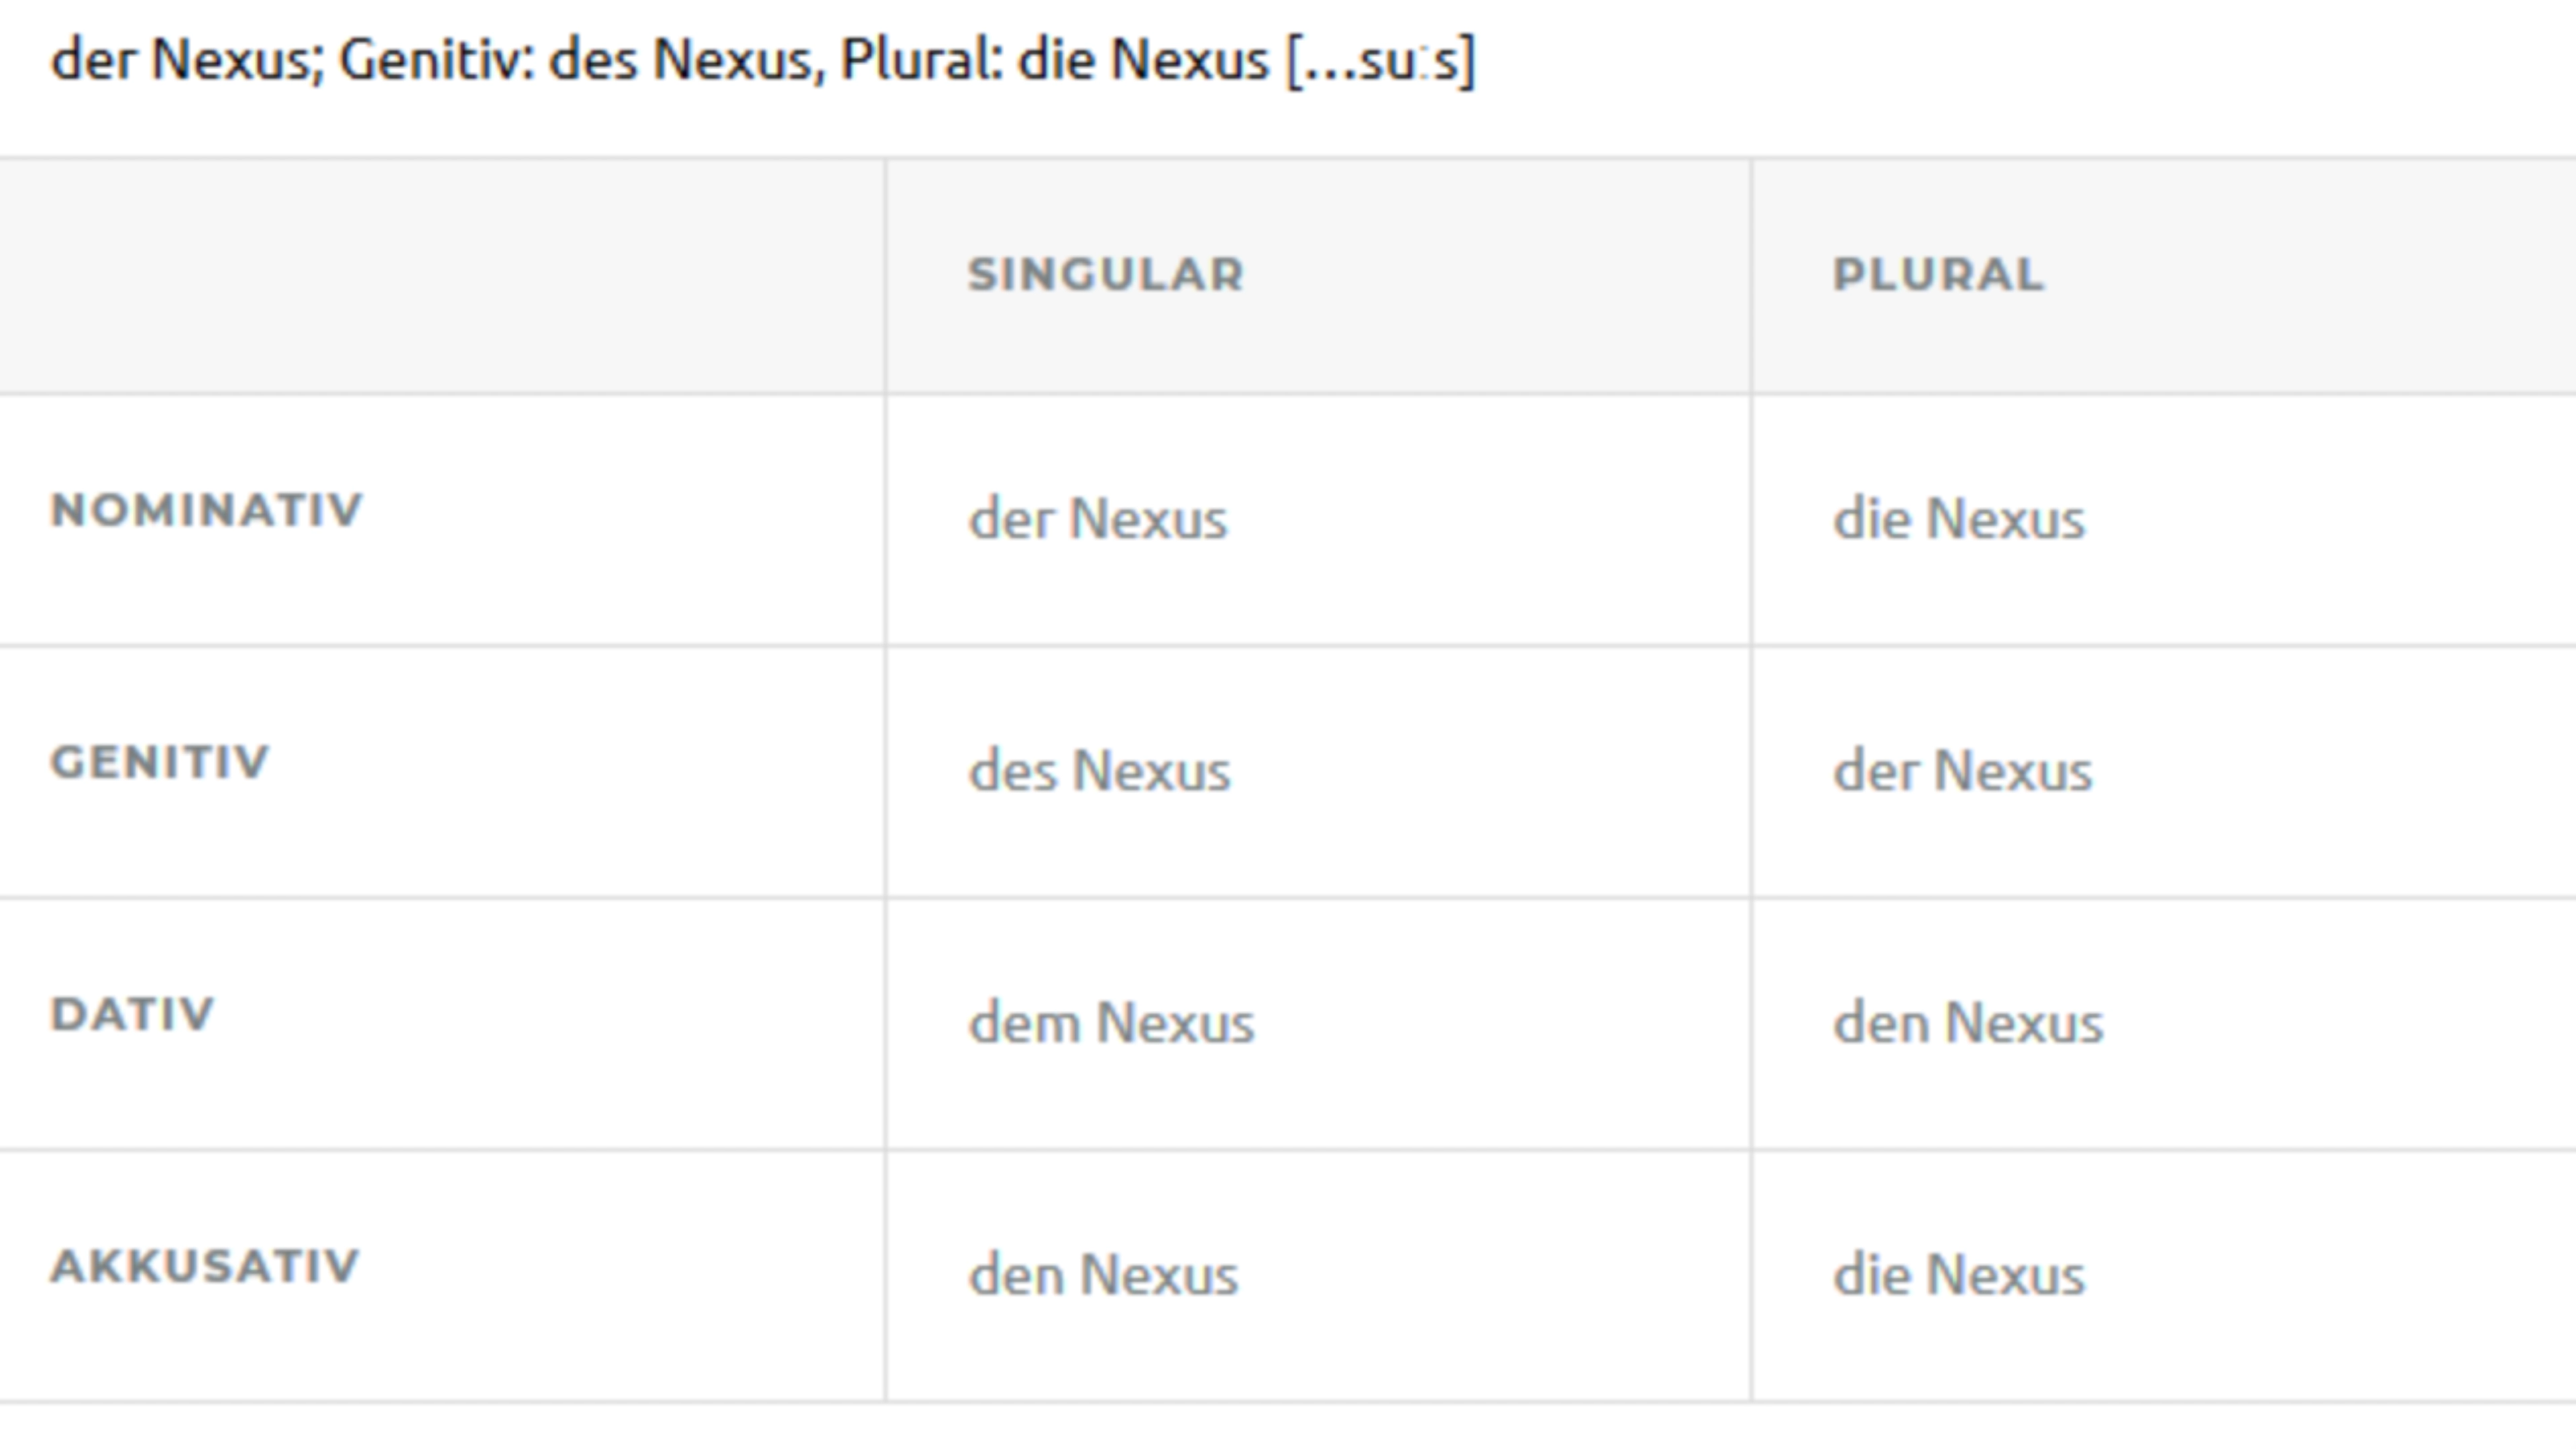 der Nexus; Genitiv: des Nexus, Plural: die Nexus […suːs]
SINGULAR PLURAL
NOMINATIV der Nexus die Nexus
GENITIV des Nexus der Nexus
DATIV dem Nexus den Nexus
AKKUSATIV den Nexus die Nexus